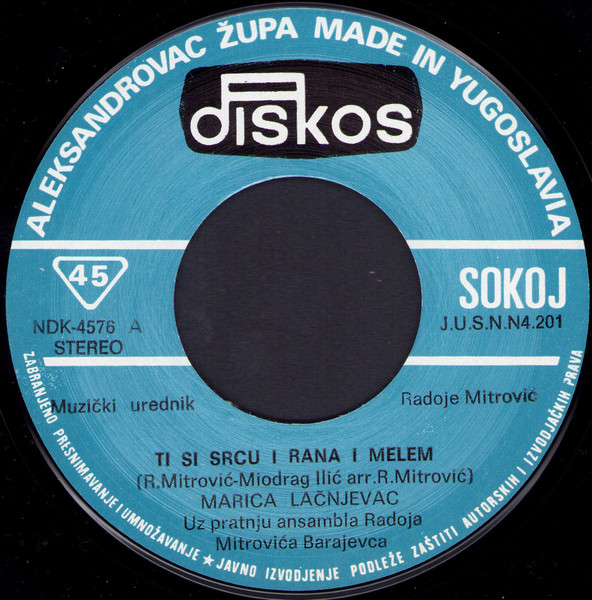 ALEKSANDROVAC ŽUPA MADE IN YUGOSLAVIA
diskos
45
SOKOJ
NDK-4576 A
J.U.S.N.N4.201
STEREO
Muzički urednik Radoje Mitrović
TI SI SRCU I RANA I MELEM
(R.Mitrović-Miodrag Ilić arr.R.Mitrović)
MARICA LAČNJEVAC
Uz pratnju ansambla Radoja
Mitrovića Barajevca
ZABRANJENO PRESNIMAVANJE I UMNOŽAVANJE ★ JAVNO IZVODJENJE PODLEŽE ZAŠTITI AUTORSKIH I IZVODJAČKIH PRAVA